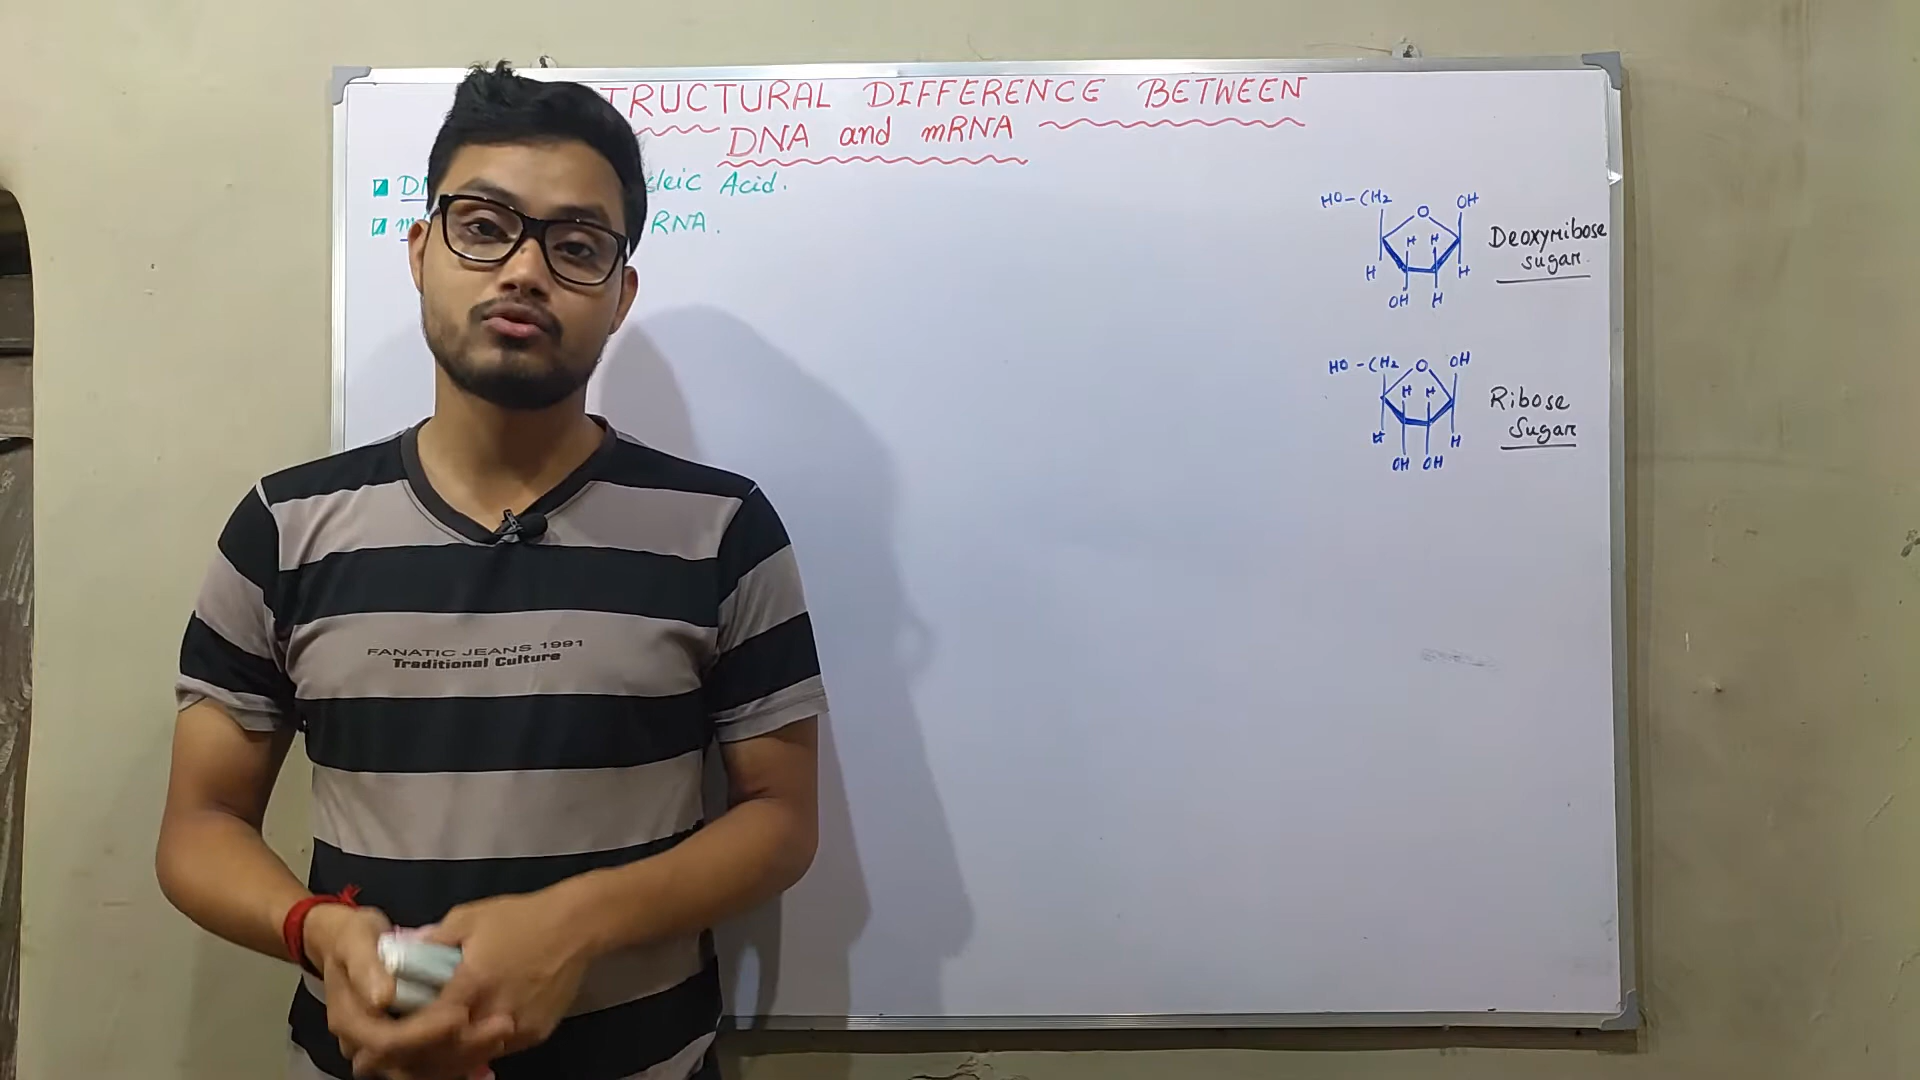 TRUCTURAL DIFFERENCE BETWEEN
DNA and mRNA
Acid.
RNA.
HO-CH2 O OH
H H
H H
OH H
Deoxyribose
sugar.
HO-CH2 O OH
H H
H H
OH OH
Ribose
Sugar
FANATIC JEANS 1991
Traditional Culture